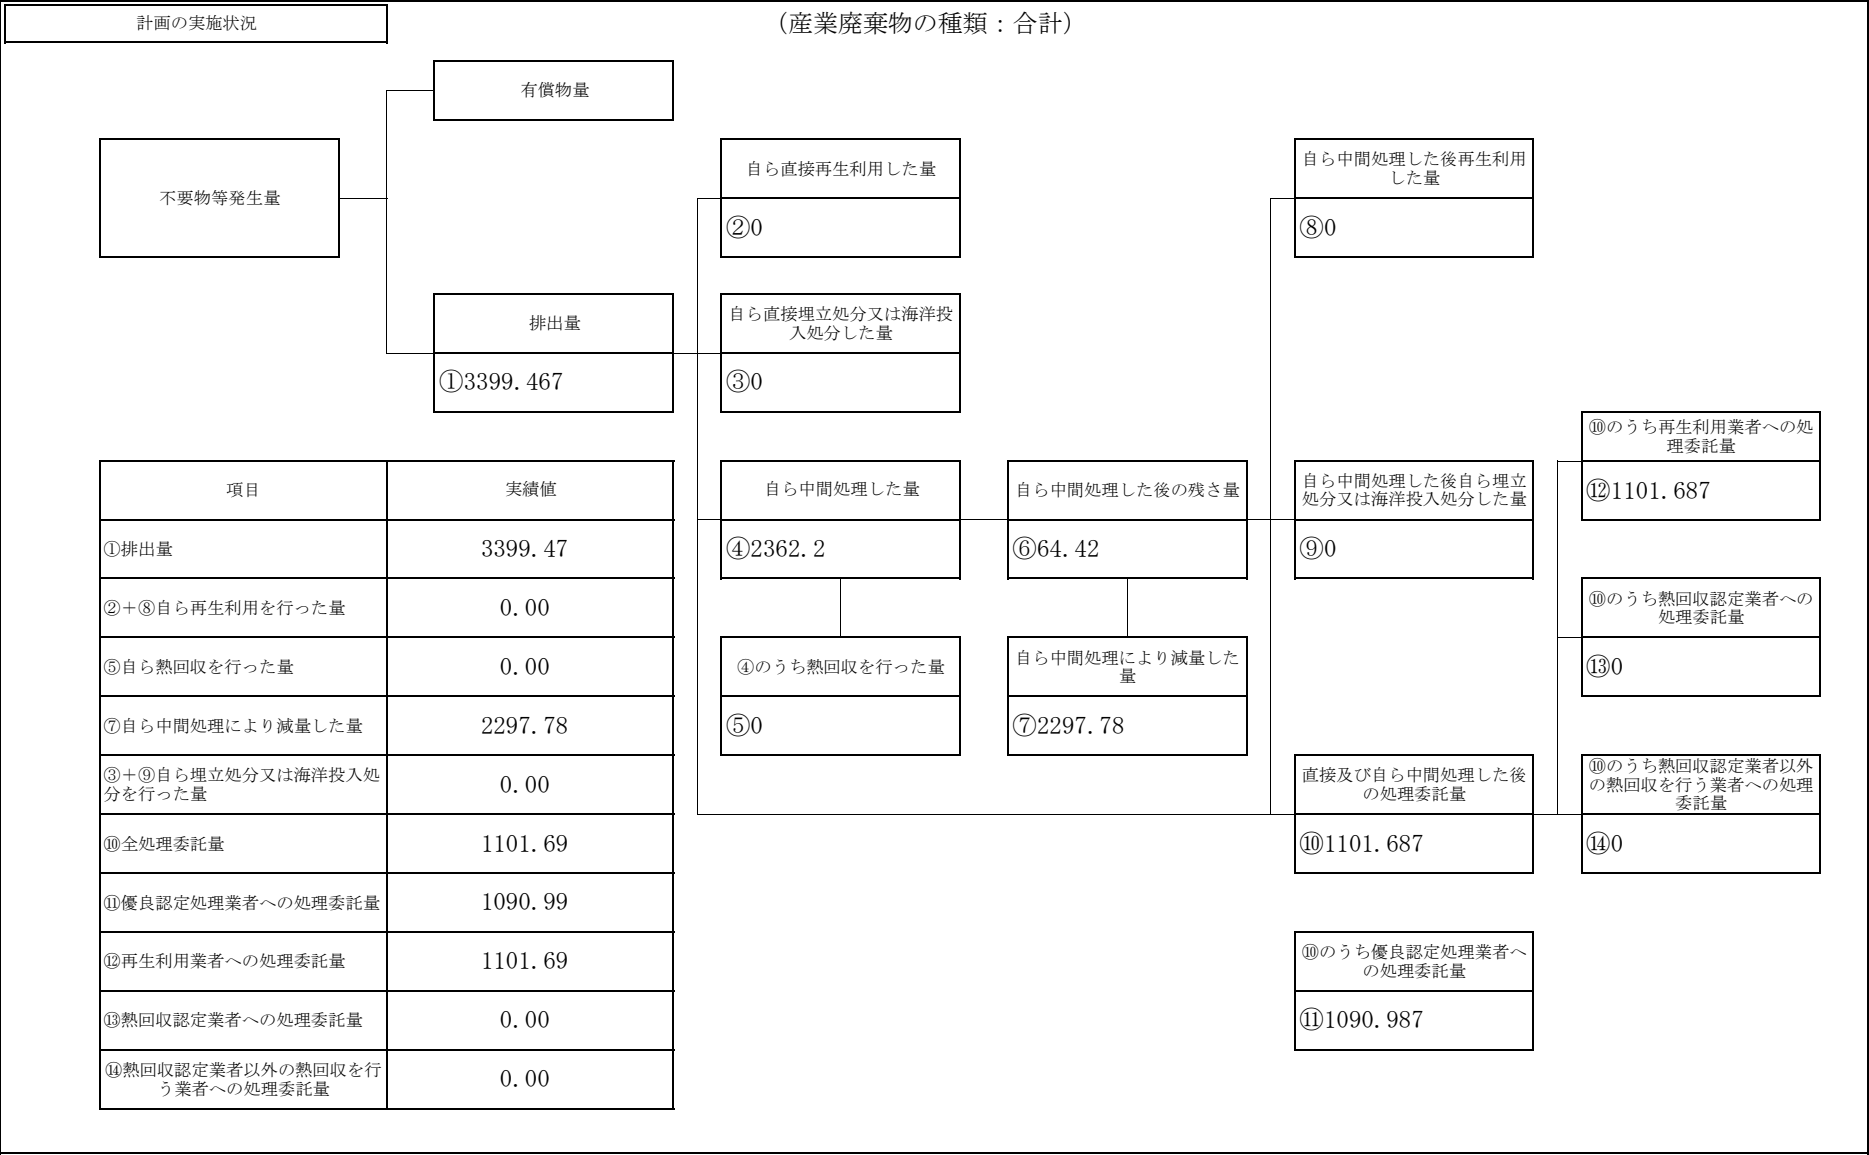 計画の実施状況
（産業廃棄物の種類：合計）
有償物量
不要物等発生量
自ら直接再生利用した量
②0
自ら中間処理した後再生利用
した量
⑧0
排出量
①3399.467
自ら直接埋立処分又は海洋投
入処分した量
③0
⑩のうち再生利用業者への処
理委託量
⑫1101.687
自ら中間処理した量
④2362.2
自ら中間処理した後の残さ量
⑥64.42
自ら中間処理した後自ら埋立
処分又は海洋投入処分した量
⑨0
⑩のうち熱回収認定業者への
処理委託量
⑬0
④のうち熱回収を行った量
⑤0
自ら中間処理により減量した
量
⑦2297.78
直接及び自ら中間処理した後
の処理委託量
⑩1101.687
⑩のうち熱回収認定業者以外
の熱回収を行う業者への処理
委託量
⑭0
⑩のうち優良認定処理業者へ
の処理委託量
⑪1090.987
項目 実績値
①排出量 3399.47
②＋⑧自ら再生利用を行った量 0.00
⑤自ら熱回収を行った量 0.00
⑦自ら中間処理により減量した量 2297.78
③＋⑨自ら埋立処分又は海洋投入処
分を行った量 0.00
⑩全処理委託量 1101.69
⑪優良認定処理業者への処理委託量 1090.99
⑫再生利用業者への処理委託量 1101.69
⑬熱回収認定業者への処理委託量 0.00
⑭熱回収認定業者以外の熱回収を行
う業者への処理委託量 0.00